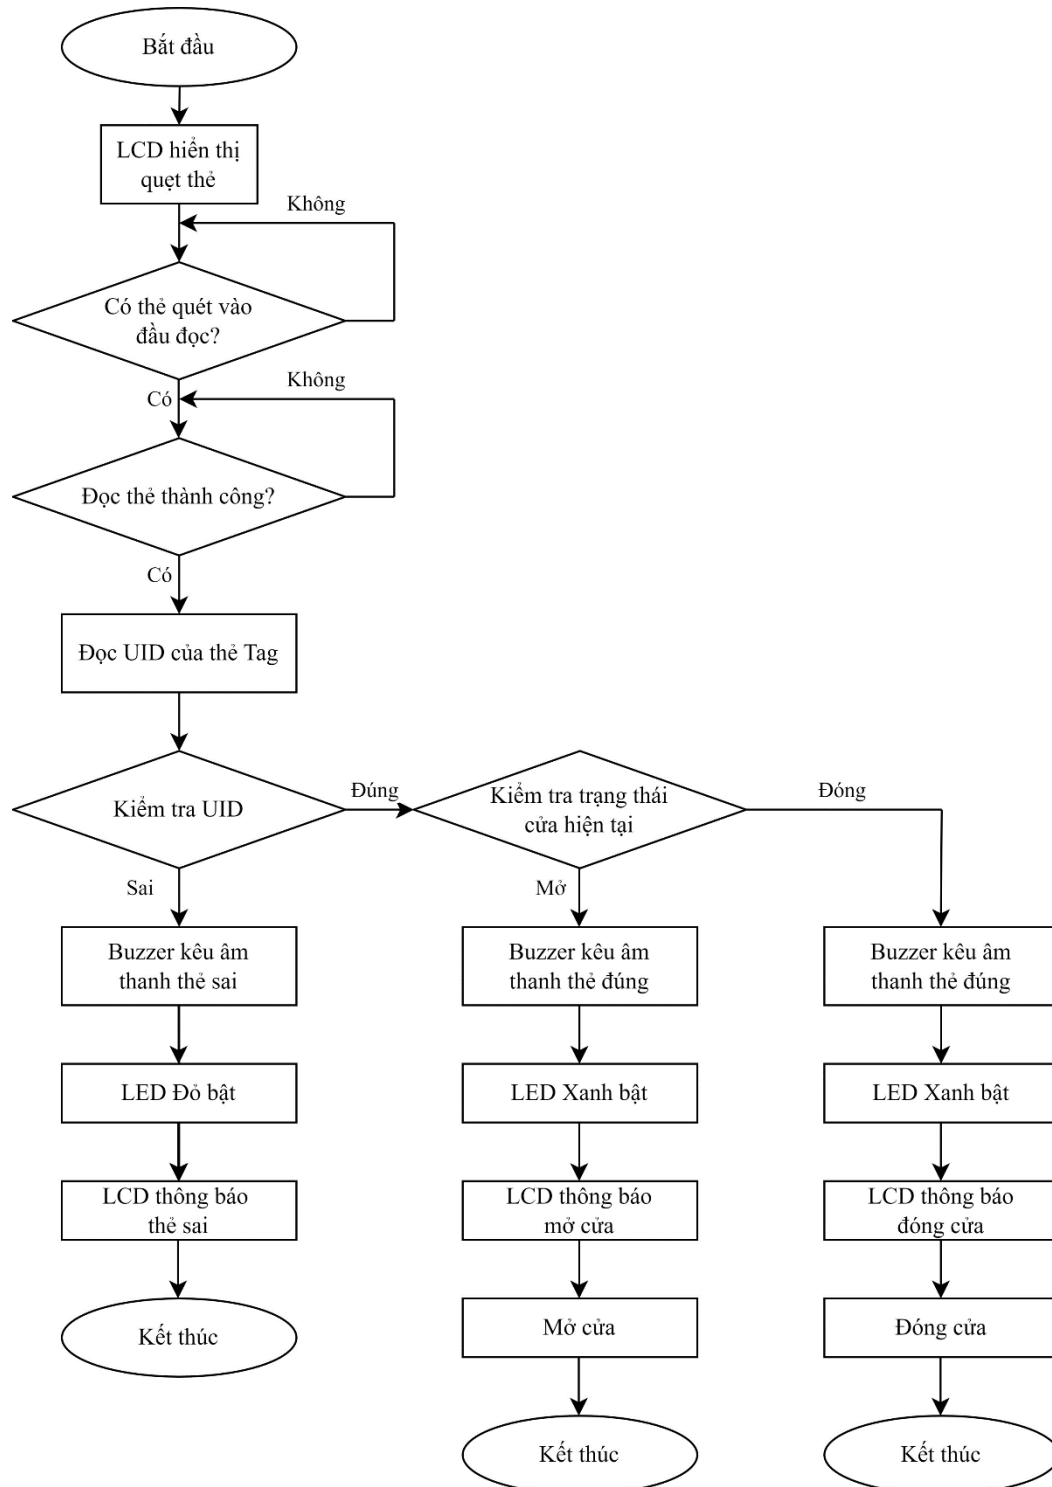 Bắt đầu
LCD hiển thị
quẹt thẻ
Không
Có thẻ quét vào
đầu đọc?
Không
Có
Đọc thẻ thành công?
Có
Đọc UID của thẻ Tag
Kiểm tra UID
Đúng
Kiểm tra trạng thái
cửa hiện tại
Đóng
Sai
Mở
Buzzer kêu âm
thanh thẻ sai
Buzzer kêu âm
thanh thẻ đúng
Buzzer kêu âm
thanh thẻ đúng
LED Đỏ bật
LED Xanh bật
LED Xanh bật
LCD thông báo
thẻ sai
LCD thông báo
mở cửa
LCD thông báo
đóng cửa
Kết thúc
Mở cửa
Đóng cửa
Kết thúc
Kết thúc